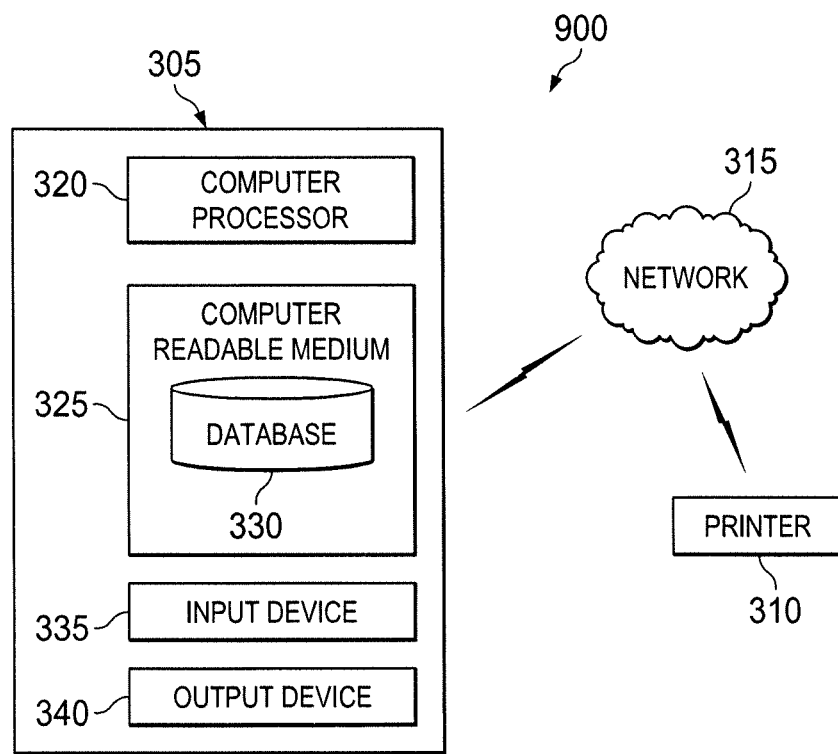 900
305
320
COMPUTER
PROCESSOR
315
NETWORK
COMPUTER
READABLE MEDIUM
325
DATABASE
330
PRINTER
310
335
INPUT DEVICE
340
OUTPUT DEVICE